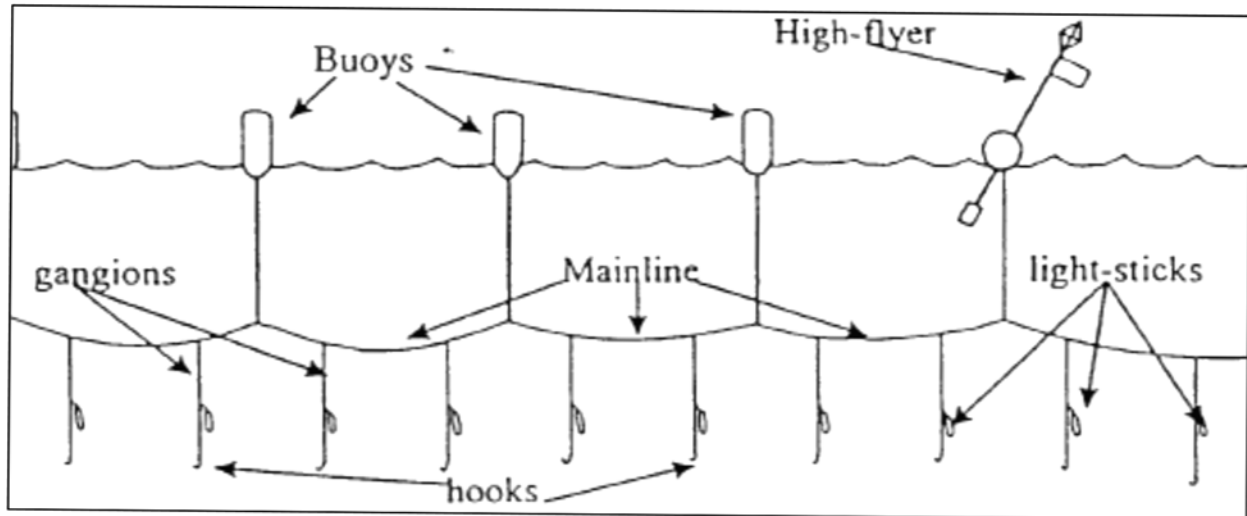 High-flyer
Buoys
gangions
Mainline
light-sticks
hooks